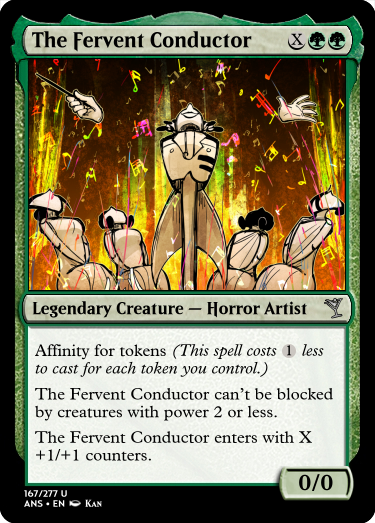 The Fervent Conductor X
Legendary Creature — Horror Artist
Affinity for tokens (This spell costs 1 less
to cast for each token you control.)
The Fervent Conductor can't be blocked
by creatures with power 2 or less.
The Fervent Conductor enters with X
+1/+1 counters.
0/0
167/277 U
ANS • EN Kan